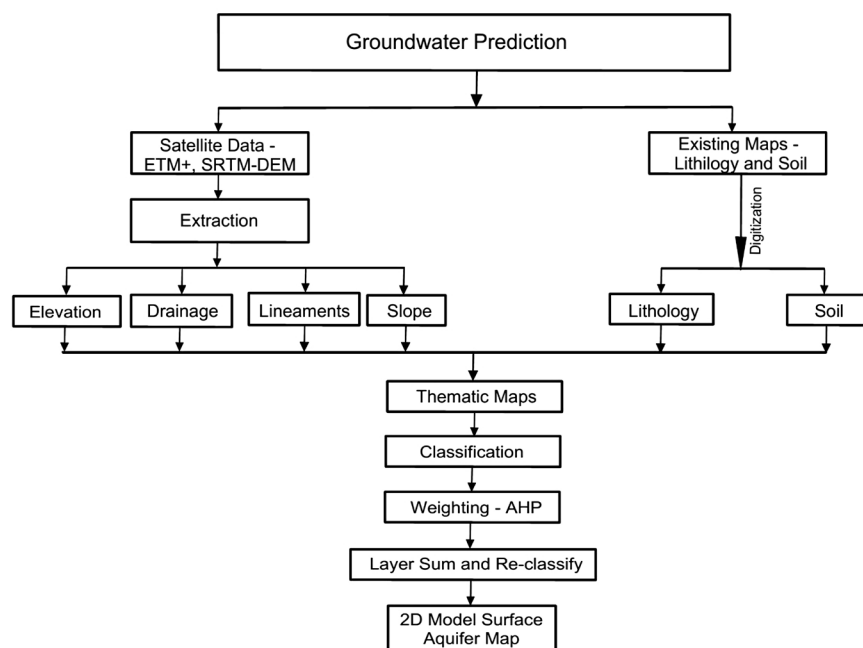 Groundwater Prediction
Satellite Data -
ETM+, SRTM-DEM
Existing Maps -
Lithilogy and Soil
Extraction
Digitization
Elevation
Drainage
Lineaments
Slope
Lithology
Soil
Thematic Maps
Classification
Weighting - AHP
Layer Sum and Re-classify
2D Model Surface
Aquifer Map